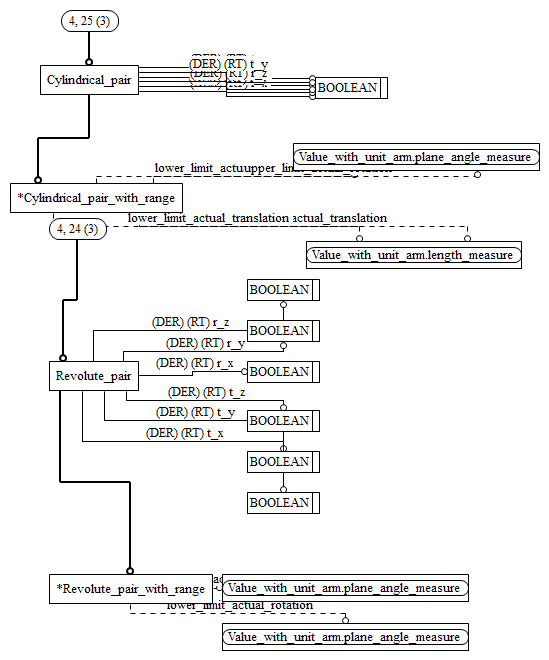 4, 25 (3)
(DER) (RT) t_y
(DER) (RT) r_z
Cylindrical_pair
BOOLEAN
Value_with_unit_arm.plane_angle_measure
*Cylindrical_pair_with_range
lower_limit_actual_translation
actual_translation
4, 24 (3)
Value_with_unit_arm.length_measure
BOOLEAN
(DER) (RT) r_z
BOOLEAN
(DER) (RT) r_y
(DER) (RT) r_x
Revolute_pair
BOOLEAN
(DER) (RT) t_z
(DER) (RT) t_y
BOOLEAN
(DER) (RT) t_x
BOOLEAN
BOOLEAN
*Revolute_pair_with_range
Value_with_unit_arm.plane_angle_measure
lower_limit_actual_rotation
Value_with_unit_arm.plane_angle_measure